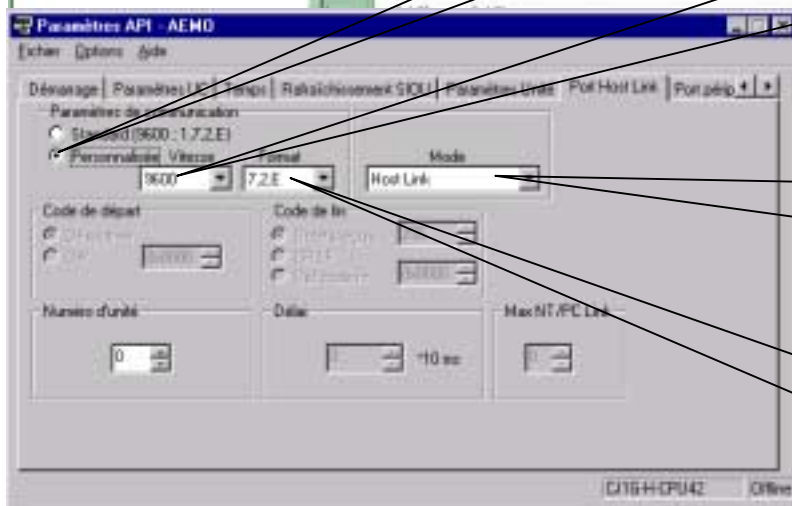 Paramètres API - AEMO
Fichier Options Aide
Démarrage Paramètres UC Temps Rafraîchissement SIOU Paramètres Unité Port Host Link Port périp
Paramètres de communication
Standard (9600 ; 1,7,2,E)
Personnalisée Vitesse Format Mode
9600 7,2,E Host Link
Code de départ Code de fin
Numéro d'unité Délai Max NT/PC Link
0 *10 ms
CJ1G-H-CPU42 Offline